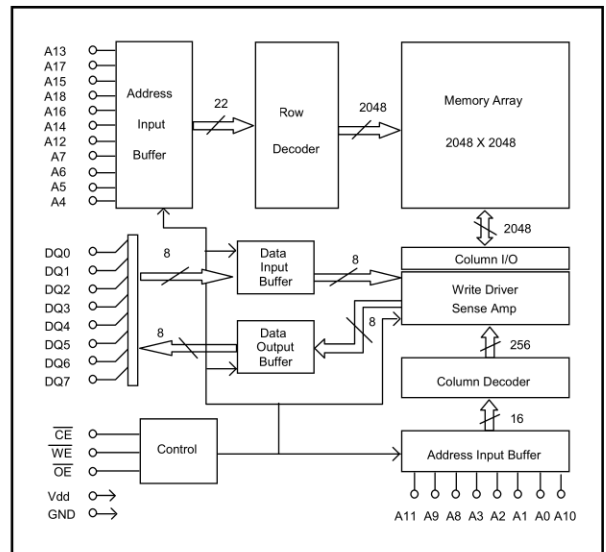 A13
A17
A15
A18
A16
A14
A12
A7
A6
A5
A4
Address
Input
Buffer
22
Row
Decoder
2048
Memory Array
2048 X 2048
2048
DQ0
DQ1
DQ2
DQ3
DQ4
DQ5
DQ6
DQ7
8
Data
Input
Buffer
8
Column I/O
Write Driver
Sense Amp
8
Data
Output
Buffer
8
256
Column Decoder
16
CE
WE
OE
Control
Address Input Buffer
Vdd
GND
A11 A9 A8 A3 A2 A1 A0 A10